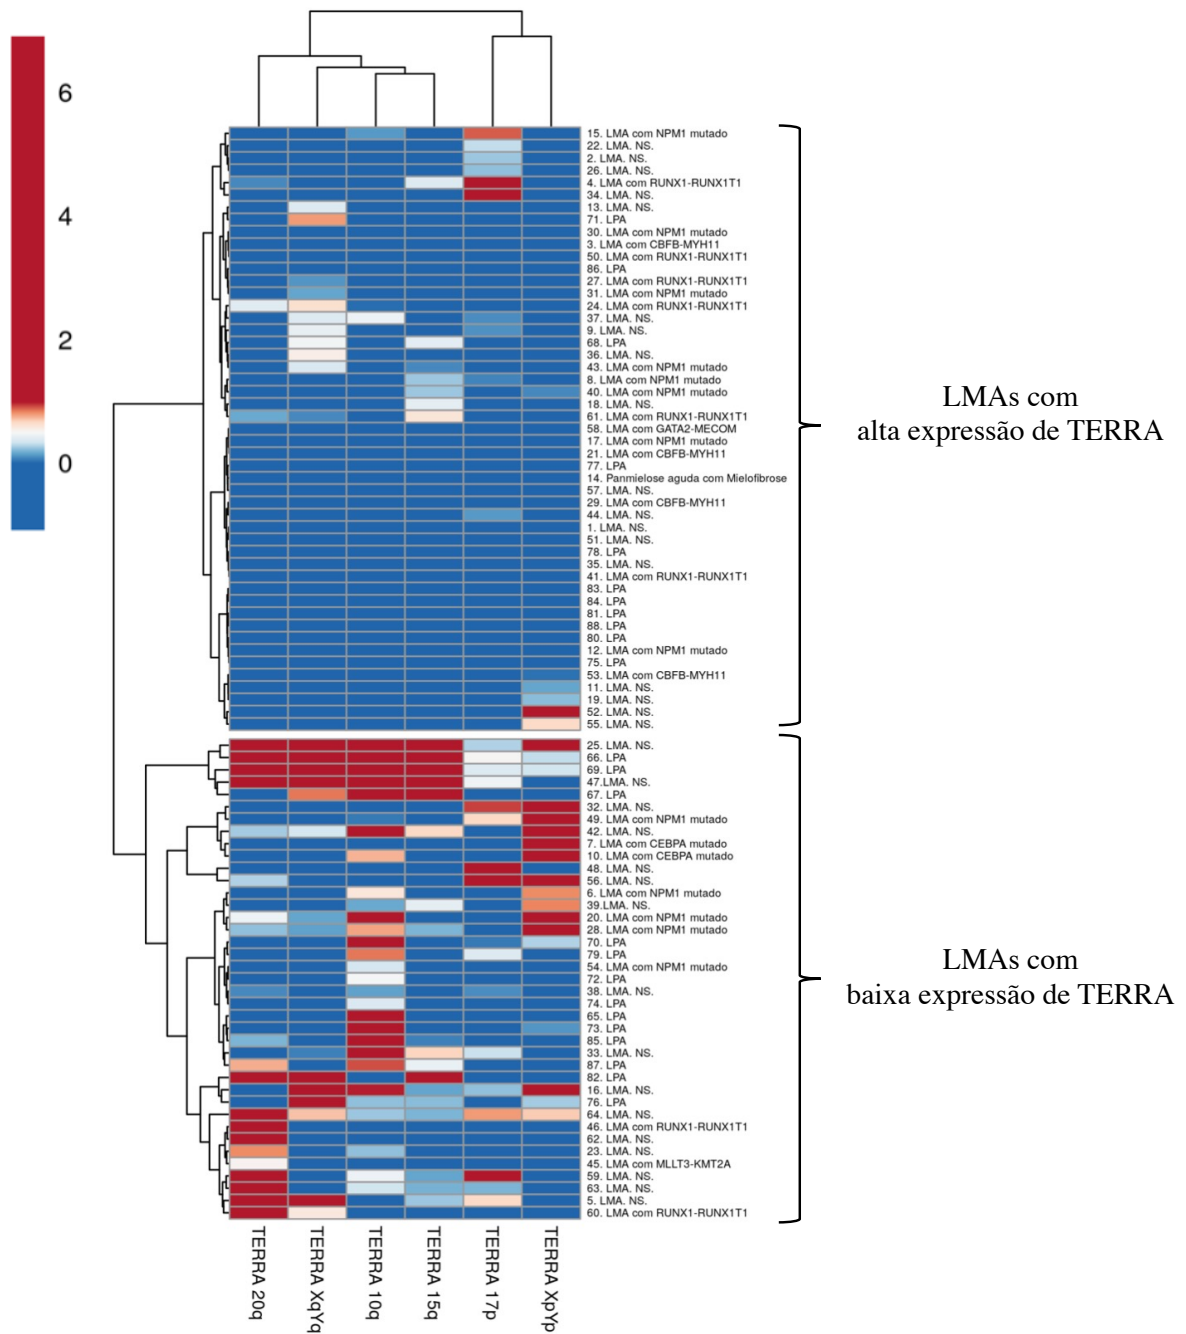 6
4
2
0
15. LMA com NPM1 mutado
22. LMA. NS.
2. LMA. NS.
26. LMA. NS.
4. LMA com RUNX1-RUNX1T1
34. LMA. NS.
13. LMA. NS.
71. LPA
30. LMA com NPM1 mutado
3. LMA com CBFB-MYH11
50. LMA com RUNX1-RUNX1T1
86. LPA
27. LMA com RUNX1-RUNX1T1
31. LMA com NPM1 mutado
24. LMA com RUNX1-RUNX1T1
37. LMA. NS.
9. LMA. NS.
68. LPA
36. LMA. NS.
43. LMA com NPM1 mutado
8. LMA com NPM1 mutado
40. LMA com NPM1 mutado
18. LMA. NS.
61. LMA com RUNX1-RUNX1T1
58. LMA com GATA2-MECOM
17. LMA com NPM1 mutado
21. LMA com CBFB-MYH11
77. LPA
14. Panmielose aguda com Mielofibrose
57. LMA. NS.
29. LMA com CBFB-MYH11
44. LMA. NS.
1. LMA. NS.
51. LMA. NS.
78. LPA
35. LMA. NS.
41. LMA com RUNX1-RUNX1T1
83. LPA
84. LPA
81. LPA
88. LPA
80. LPA
12. LMA com NPM1 mutado
75. LPA
53. LMA com CBFB-MYH11
11. LMA. NS.
19. LMA. NS.
52. LMA. NS.
55. LMA. NS.
LMAs com
alta expressão de TERRA
25. LMA. NS.
66. LPA
69. LPA
47.LMA. NS.
67. LPA
32. LMA. NS.
49. LMA com NPM1 mutado
42. LMA. NS.
7. LMA com CEBPA mutado
10. LMA com CEBPA mutado
48. LMA. NS.
56. LMA. NS.
6. LMA com NPM1 mutado
39.LMA. NS.
20. LMA com NPM1 mutado
28. LMA com NPM1 mutado
70. LPA
79. LPA
54. LMA com NPM1 mutado
72. LPA
38. LMA. NS.
74. LPA
65. LPA
73. LPA
85. LPA
33. LMA. NS.
87. LPA
82. LPA
16. LMA. NS.
76. LPA
64. LMA. NS.
46. LMA com RUNX1-RUNX1T1
62. LMA. NS.
23. LMA. NS.
45. LMA com MLLT3-KMT2A
59. LMA. NS.
63. LMA. NS.
5. LMA. NS.
60. LMA com RUNX1-RUNX1T1
LMAs com
baixa expressão de TERRA
TERRA 20q
TERRA XqYq
TERRA 10q
TERRA 15q
TERRA 17p
TERRA XpYp